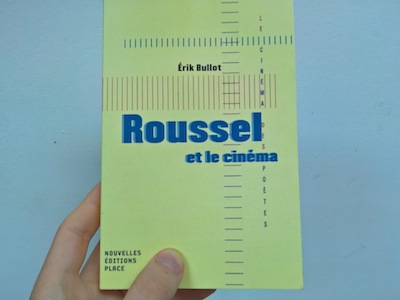 Érik Bullot
Roussel
et le cinéma
LE CINÉMA DES POÈTES
NOUVELLES
ÉDITIONS
PLACE